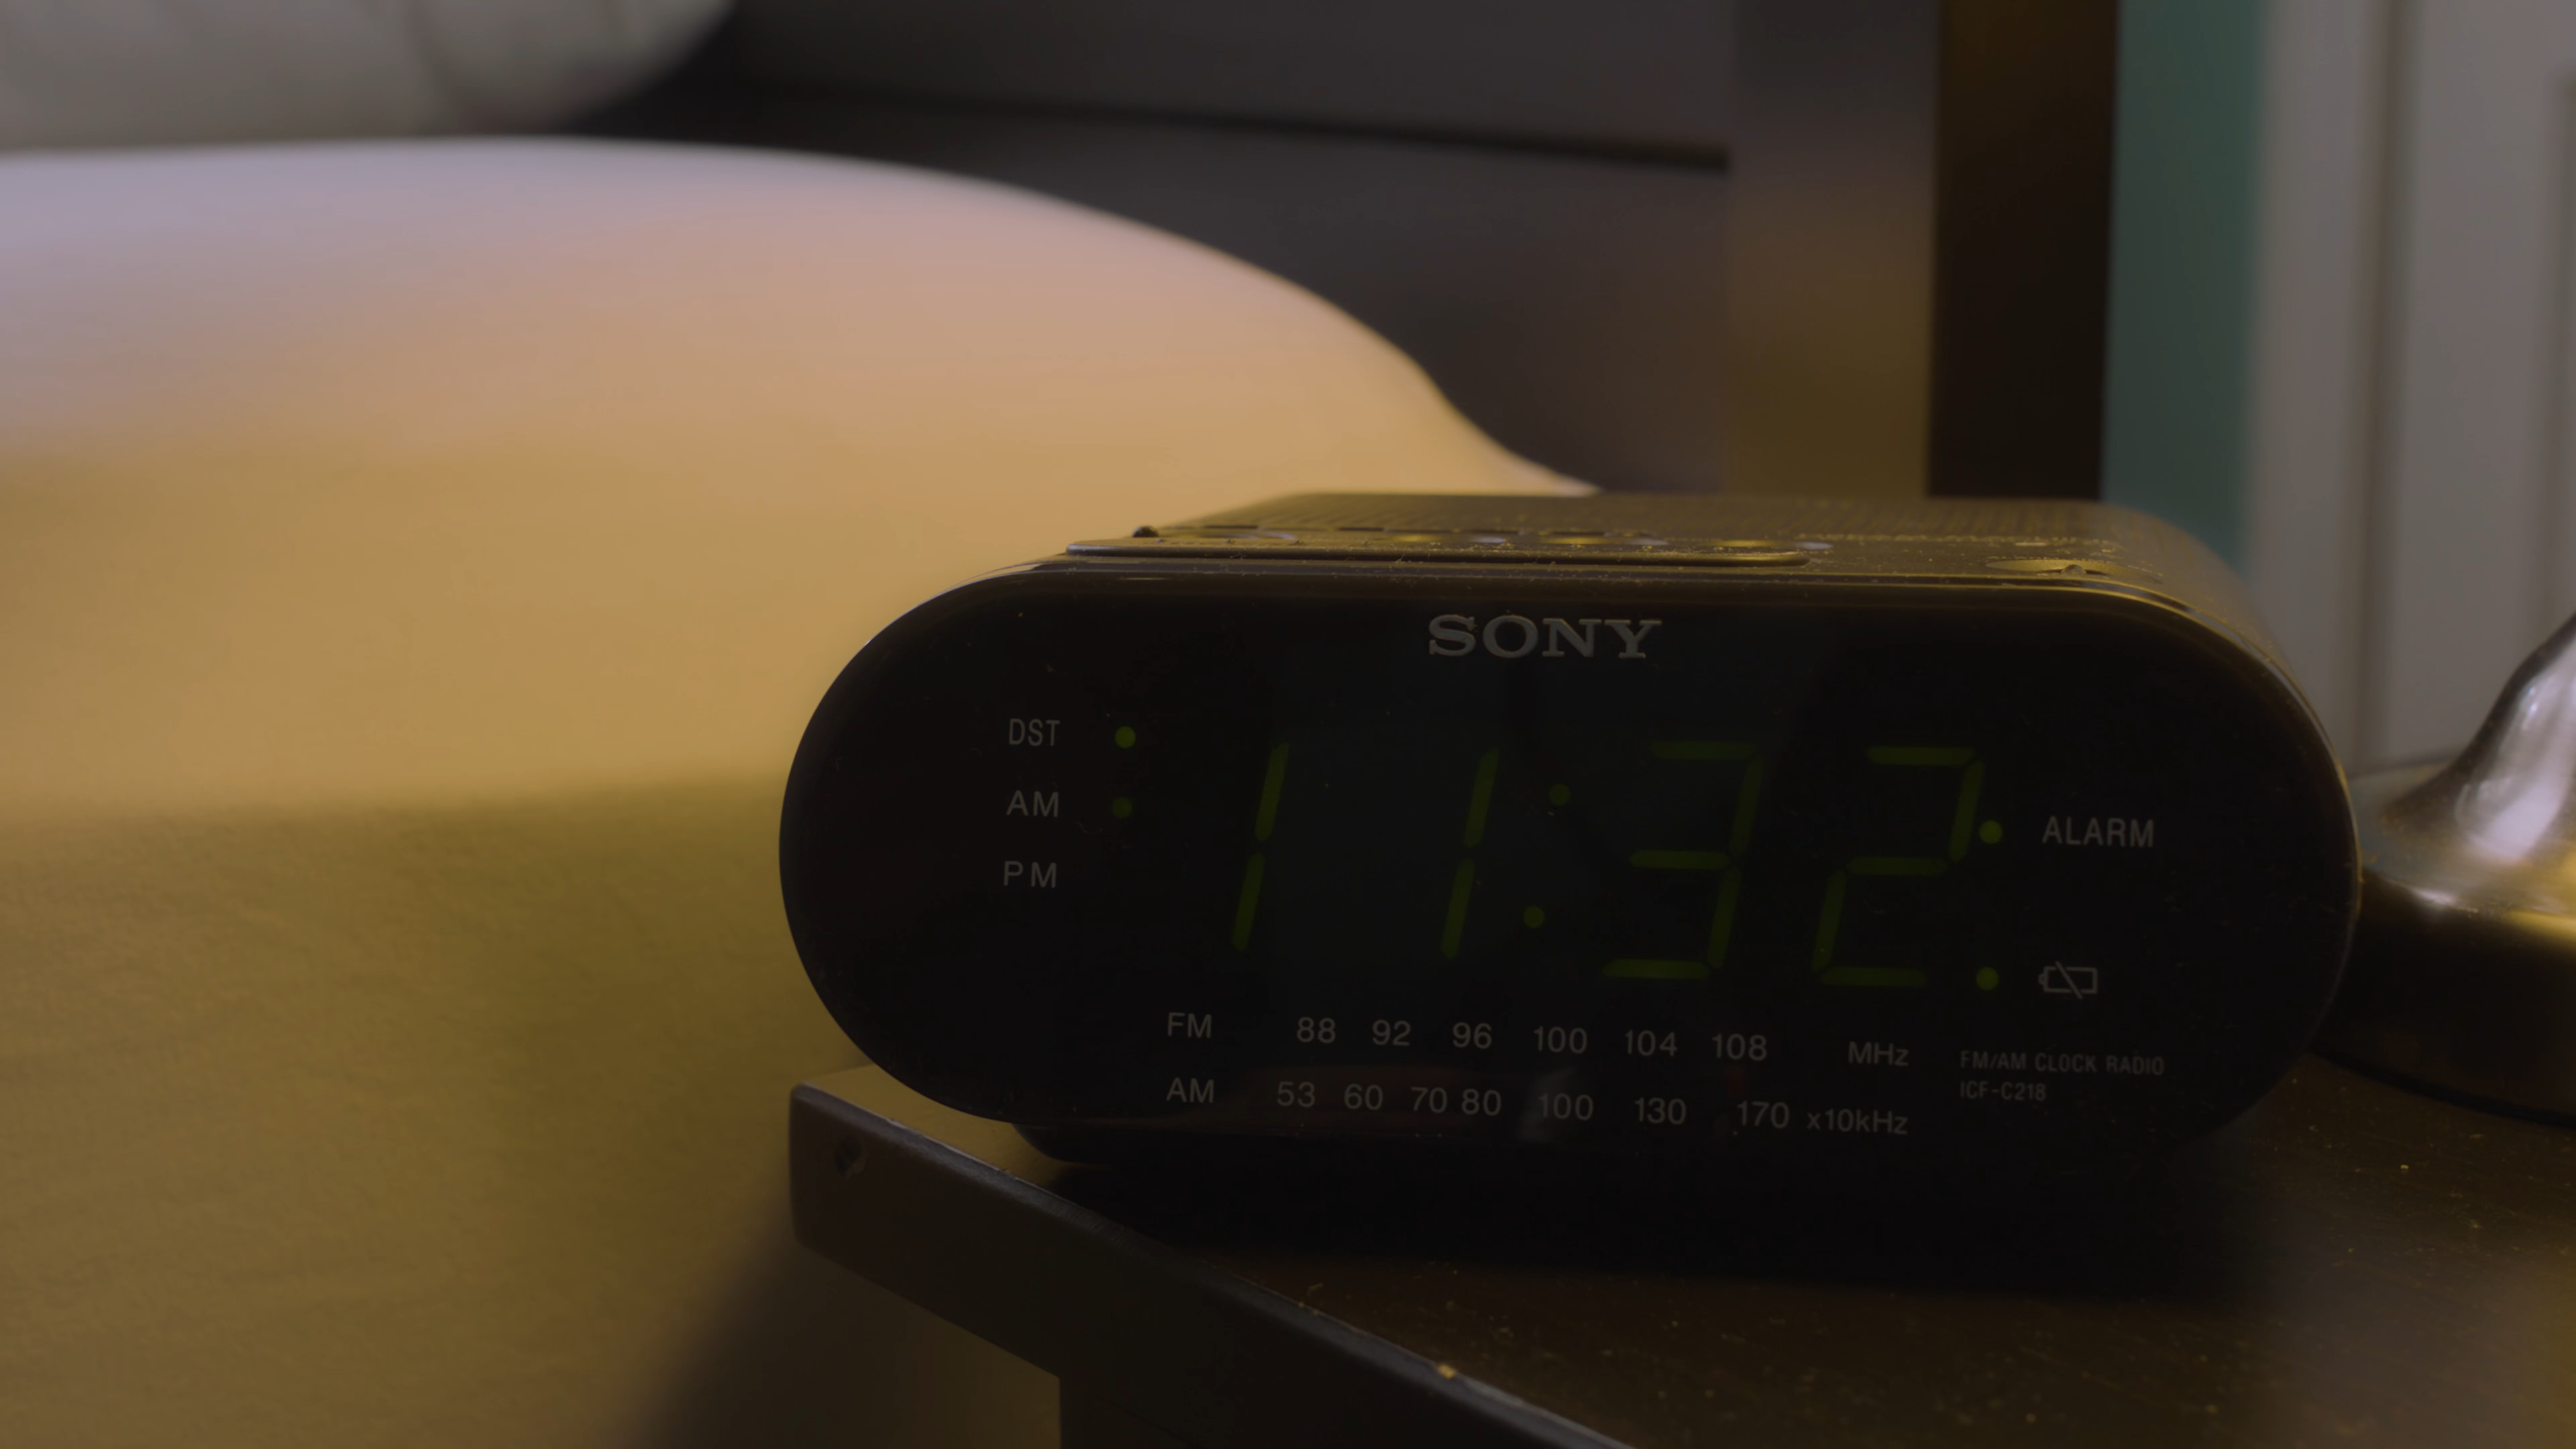 SONY
DST
AM
PM
11:32
ALARM
FM 88 92 96 100 104 108 MHz
AM 53 60 70 80 100 130 170 x10kHz
FM/AM CLOCK RADIO
ICF-C218